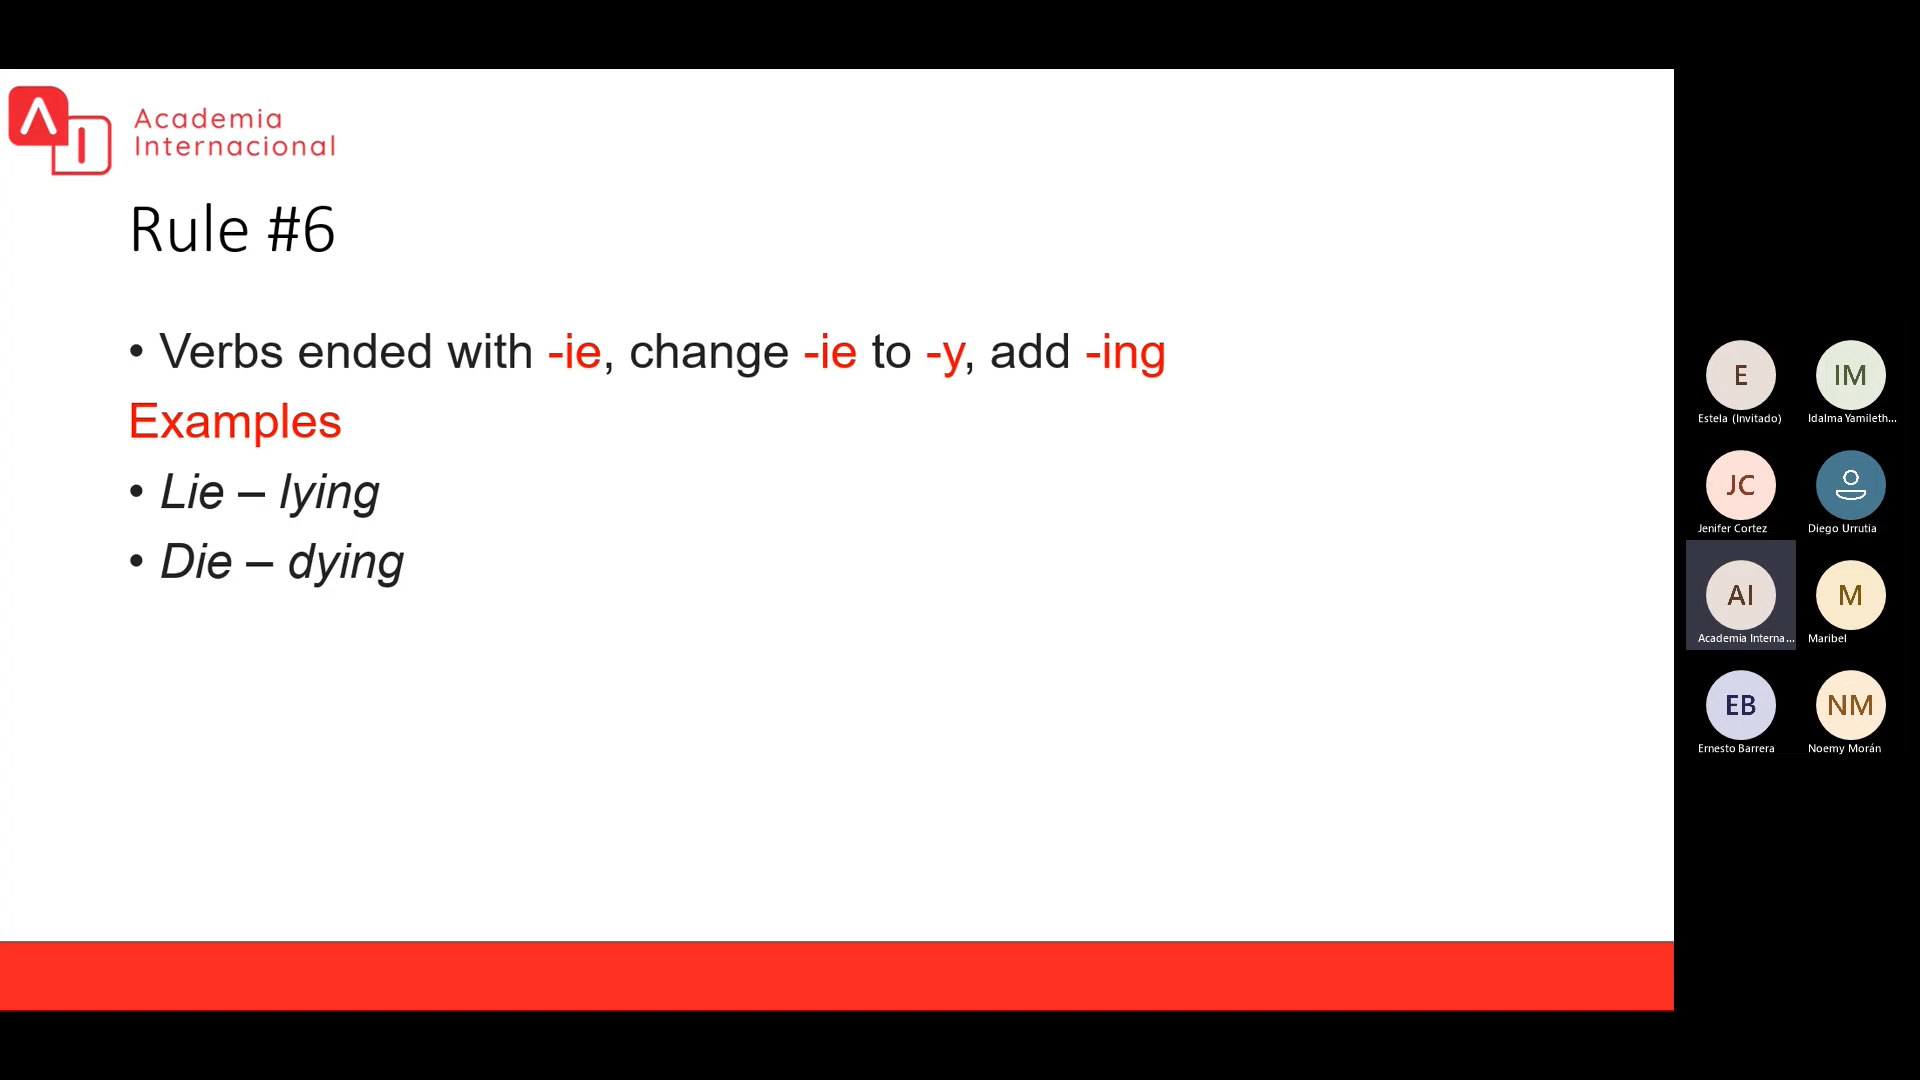 Academia
Internacional
Rule #6
• Verbs ended with -ie, change -ie to -y, add -ing
Examples
• Lie – lying
• Die – dying
E
Estela (Invitado)
IM
Idalma Yamileth...
JC
Jenifer Cortez
Diego Urrutia
AI
Academia Interna...
M
Maribel
EB
Ernesto Barrera
NM
Noemy Morán